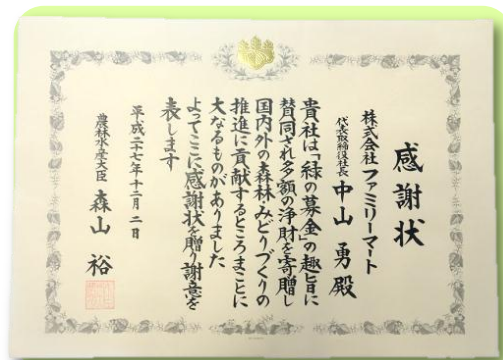 感謝状
株式会社ファミリーマート
代表取締役社長 中山 勇 殿
貴社は「緑の募金」の趣旨に
賛同され多額の浄財を寄贈し
国内外の森林・みどりづくりの
推進に貢献するところまことに
大なるものがありました
よってここに感謝状を贈り謝意を
表します
平成二十七年十二月二日
農林水産大臣 森山 裕